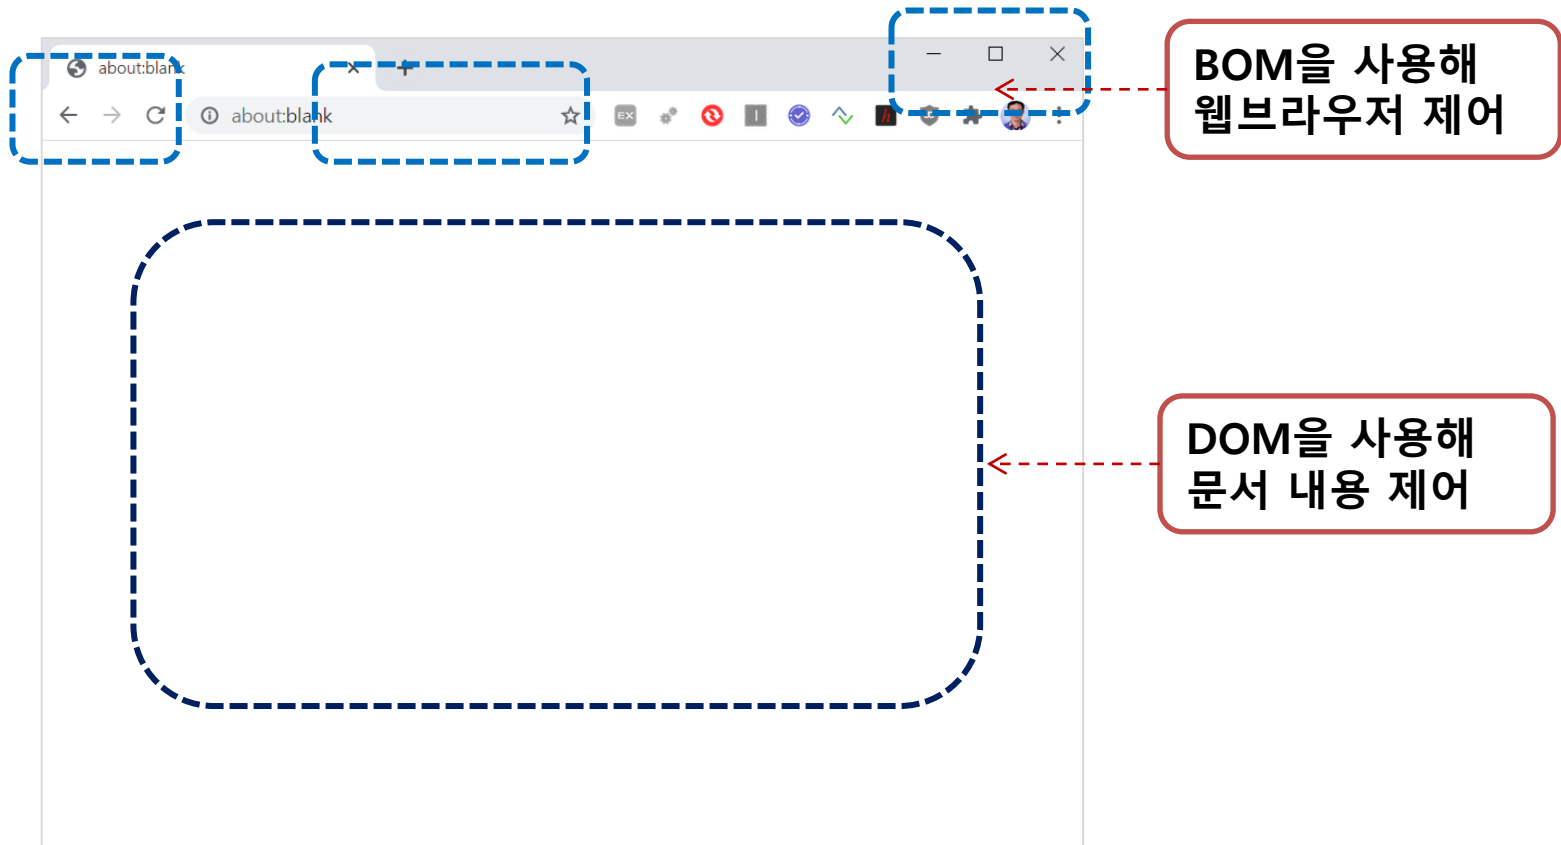 about:blank
about:blank
EX
BOM을 사용해
웹브라우저 제어
DOM을 사용해
문서 내용 제어